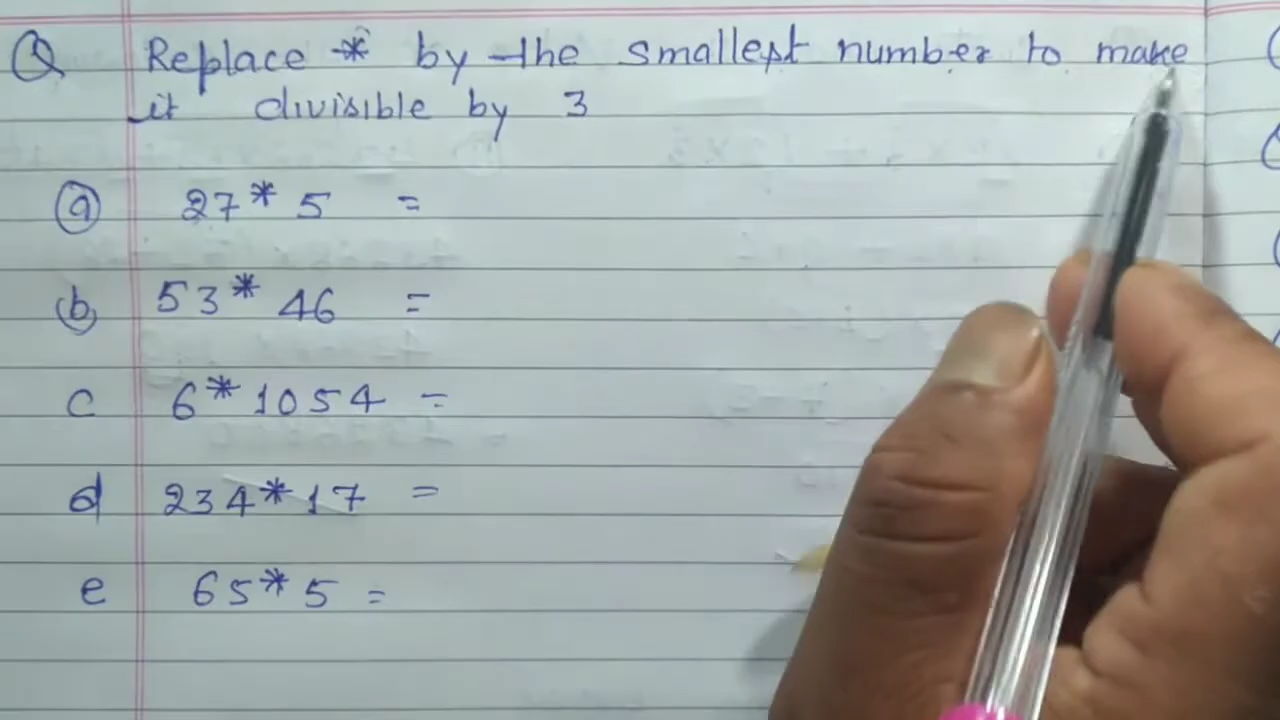 Q Replace * by the smallest number to make
it divisible by 3
a 27*5 =
b 53*46 =
c 6*1054 =
d 234*17 =
e 65*5 =